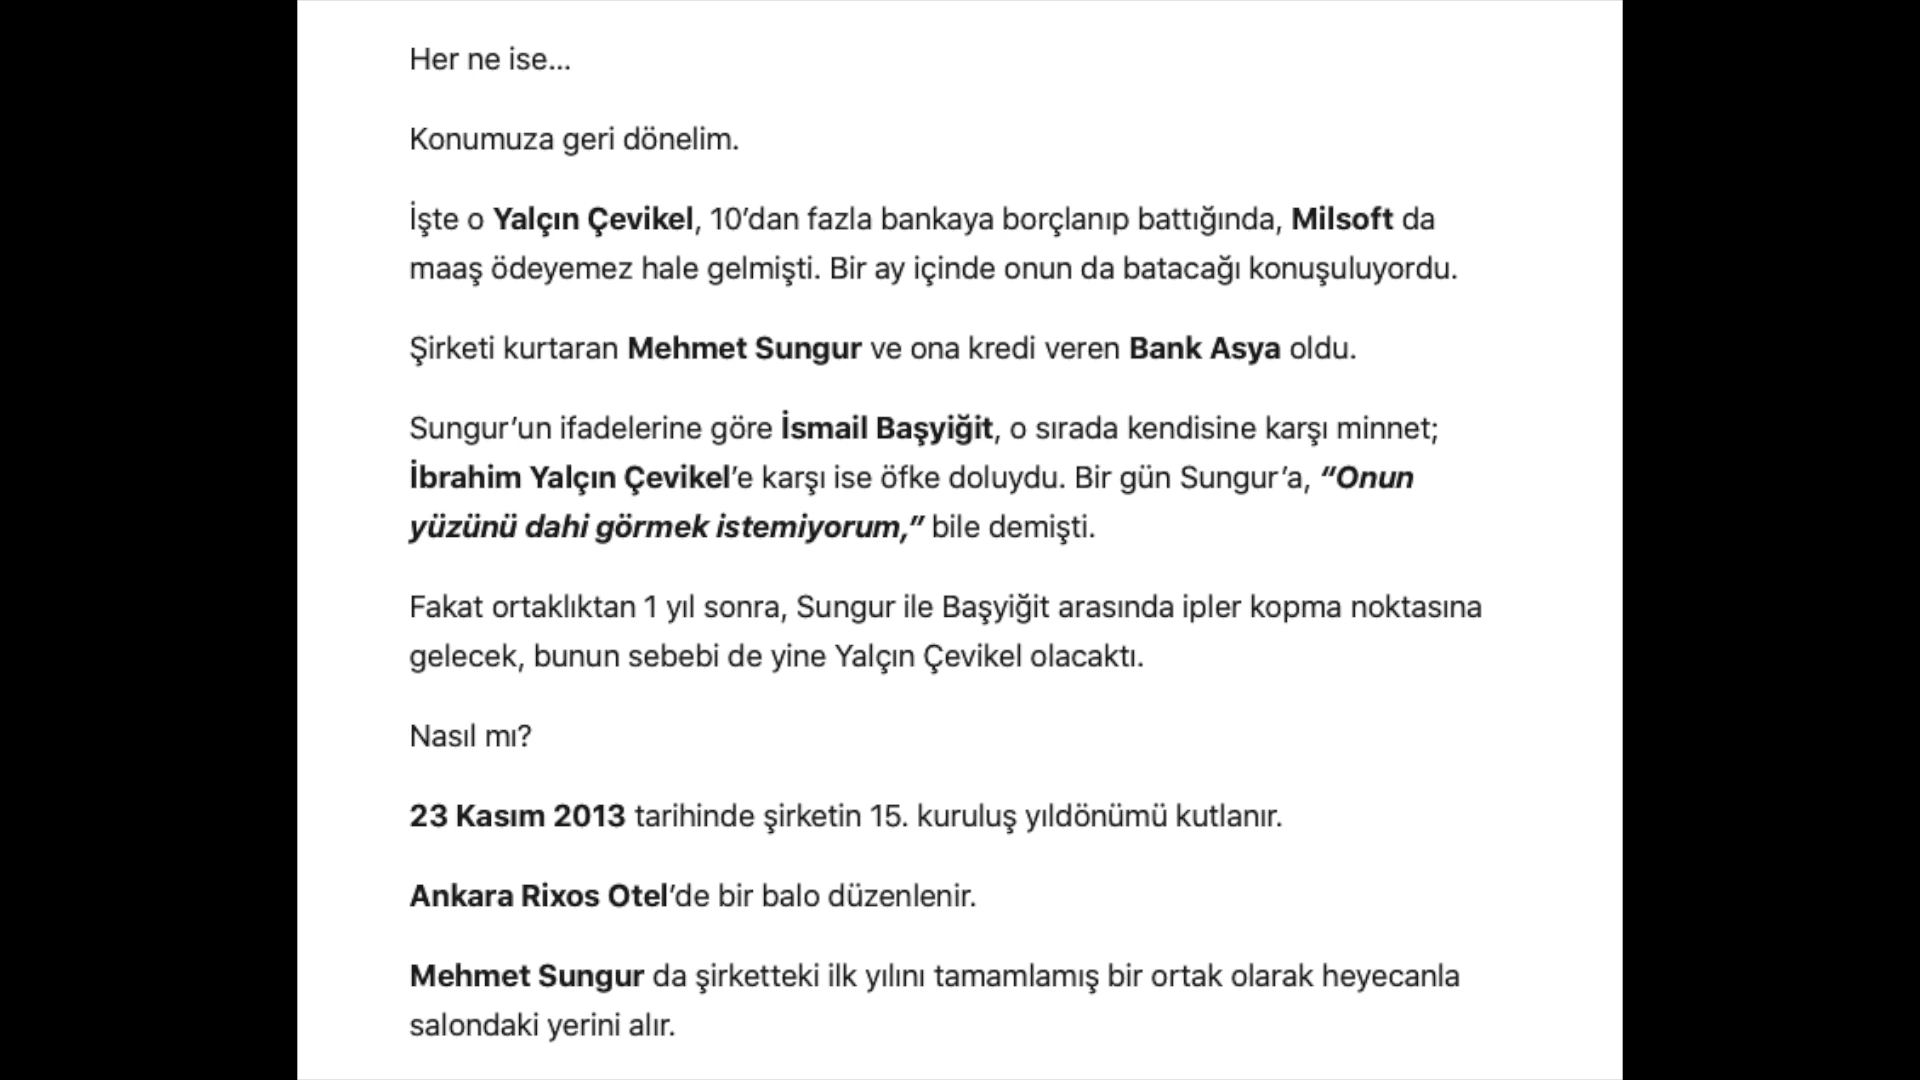 Her ne ise...
Konumuza geri dönelim.
İşte o Yalçın Çevikel, 10’dan fazla bankaya borçlanıp battığında, Milsoft da
maaş ödeyemez hale gelmişti. Bir ay içinde onun da batacağı konuşuluyordu.
Şirketi kurtaran Mehmet Sungur ve ona kredi veren Bank Asya oldu.
Sungur’un ifadelerine göre İsmail Başyiğit, o sırada kendisine karşı minnet;
İbrahim Yalçın Çevikel’e karşı ise öfke doluydu. Bir gün Sungur’a, “Onun
yüzünü dahi görmek istemiyorum,” bile demişti.
Fakat ortaklıktan 1 yıl sonra, Sungur ile Başyiğit arasında ipler kopma noktasına
gelecek, bunun sebebi de yine Yalçın Çevikel olacaktı.
Nasıl mı?
23 Kasım 2013 tarihinde şirketin 15. kuruluş yıldönümü kutlanır.
Ankara Rixos Otel’de bir balo düzenlenir.
Mehmet Sungur da şirketteki ilk yılını tamamlamış bir ortak olarak heyecanla
salondaki yerini alır.